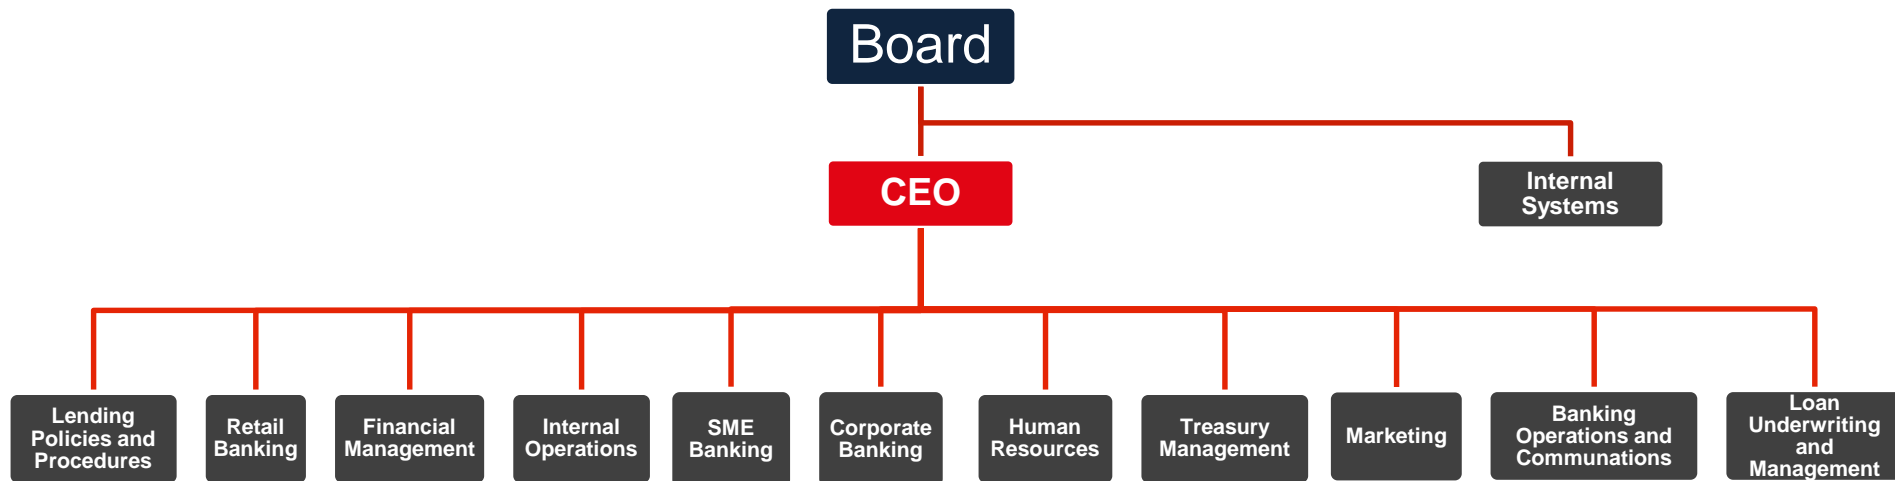 Board
CEO
Internal
Systems
Lending
Policies and
Procedures
Retail
Banking
Financial
Management
Internal
Operations
SME
Banking
Corporate
Banking
Human
Resources
Treasury
Management
Marketing
Banking
Operations and
Communations
Loan
Underwriting
and
Management